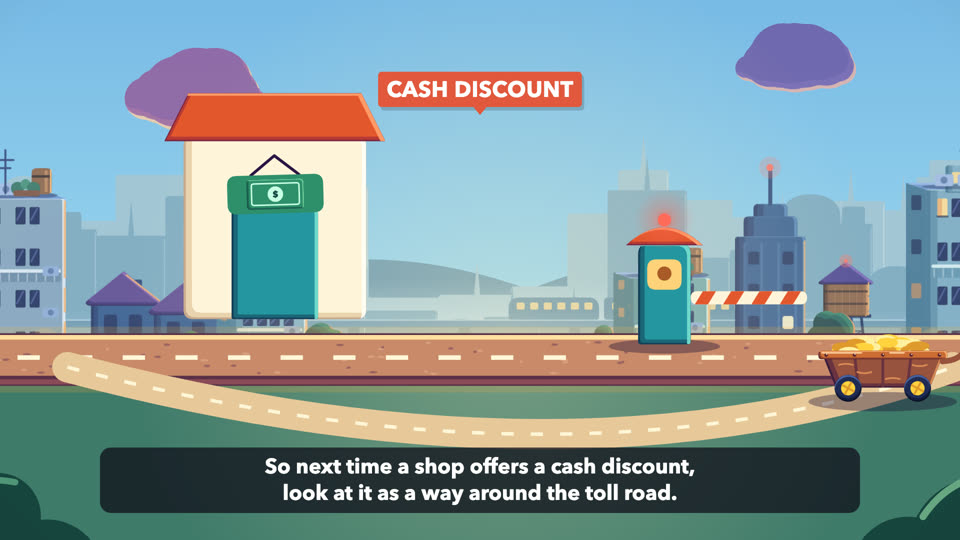 CASH DISCOUNT
$
So next time a shop offers a cash discount,
look at it as a way around the toll road.